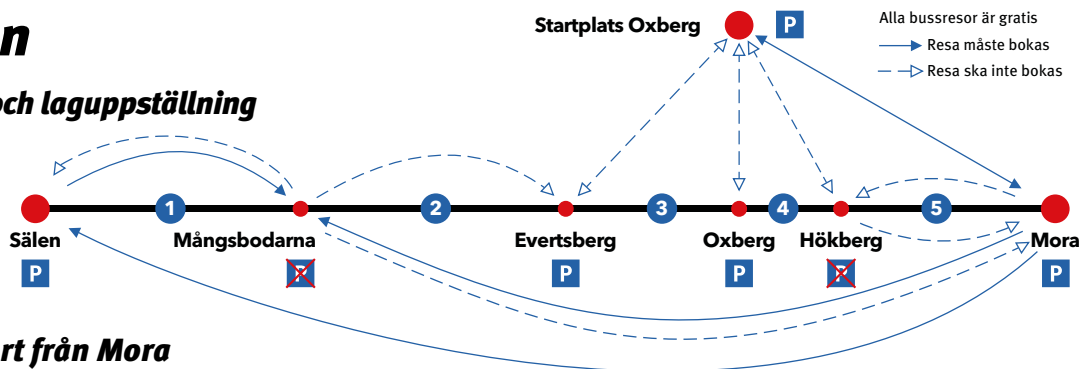 n
Startplats Oxberg P
Alla bussresor är gratis
Resa måste bokas
Resa ska inte bokas
och laguppställning
1 2 3 4 5
Sälen Mångsbodarna Evertsberg Oxberg Hökberg Mora
P P P P P P
rt från Mora